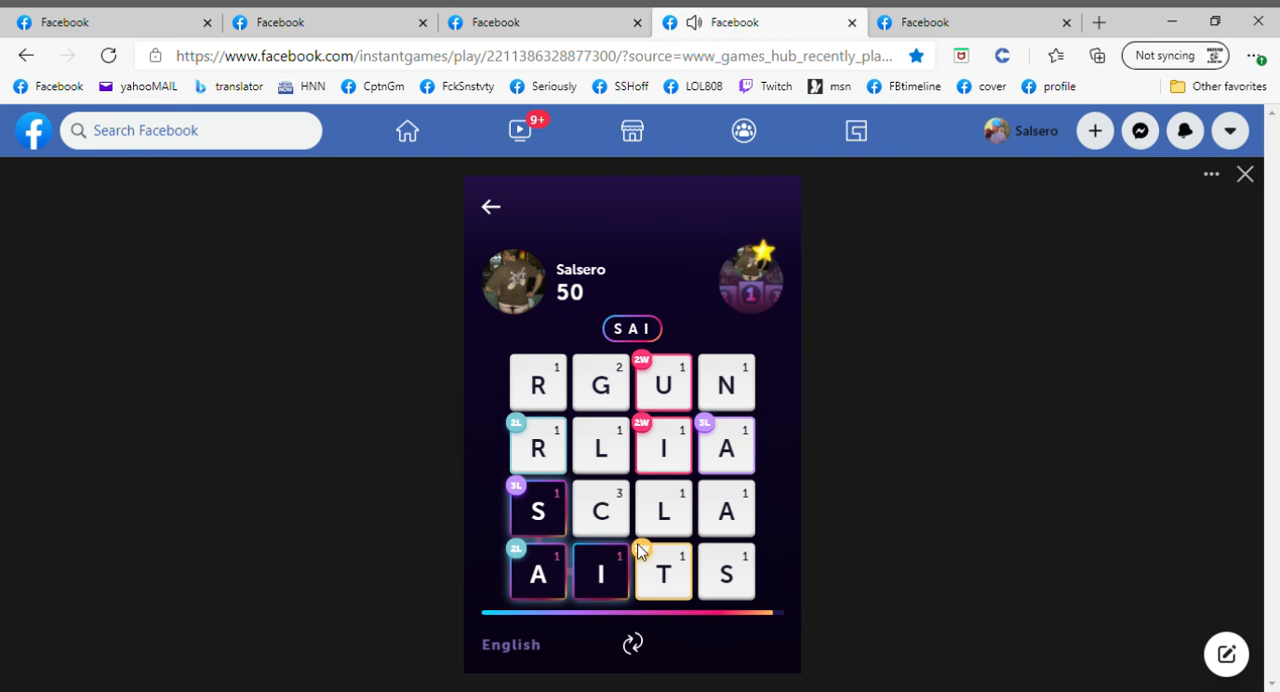 Facebook Facebook Facebook Facebook Facebook
https://www.facebook.com/instantgames/play/2211386328877300/?source=www_games_hub_recently_pla... Not syncing
Facebook yahooMAIL translator HNN CptnGm FckSnstvty Seriously SSHoff LOL808 Twitch msn FBtimeline cover profile Other favorites
Search Facebook 9+ Salsero
Salsero
50
1
SAI
R 1 G 2 2W U 1 N 1
2L R 1 L 1 2W I 1 3L A 1
3L S 1 C 3 L 1 A 1
2L A 1 I 1 T 1 S 1
English